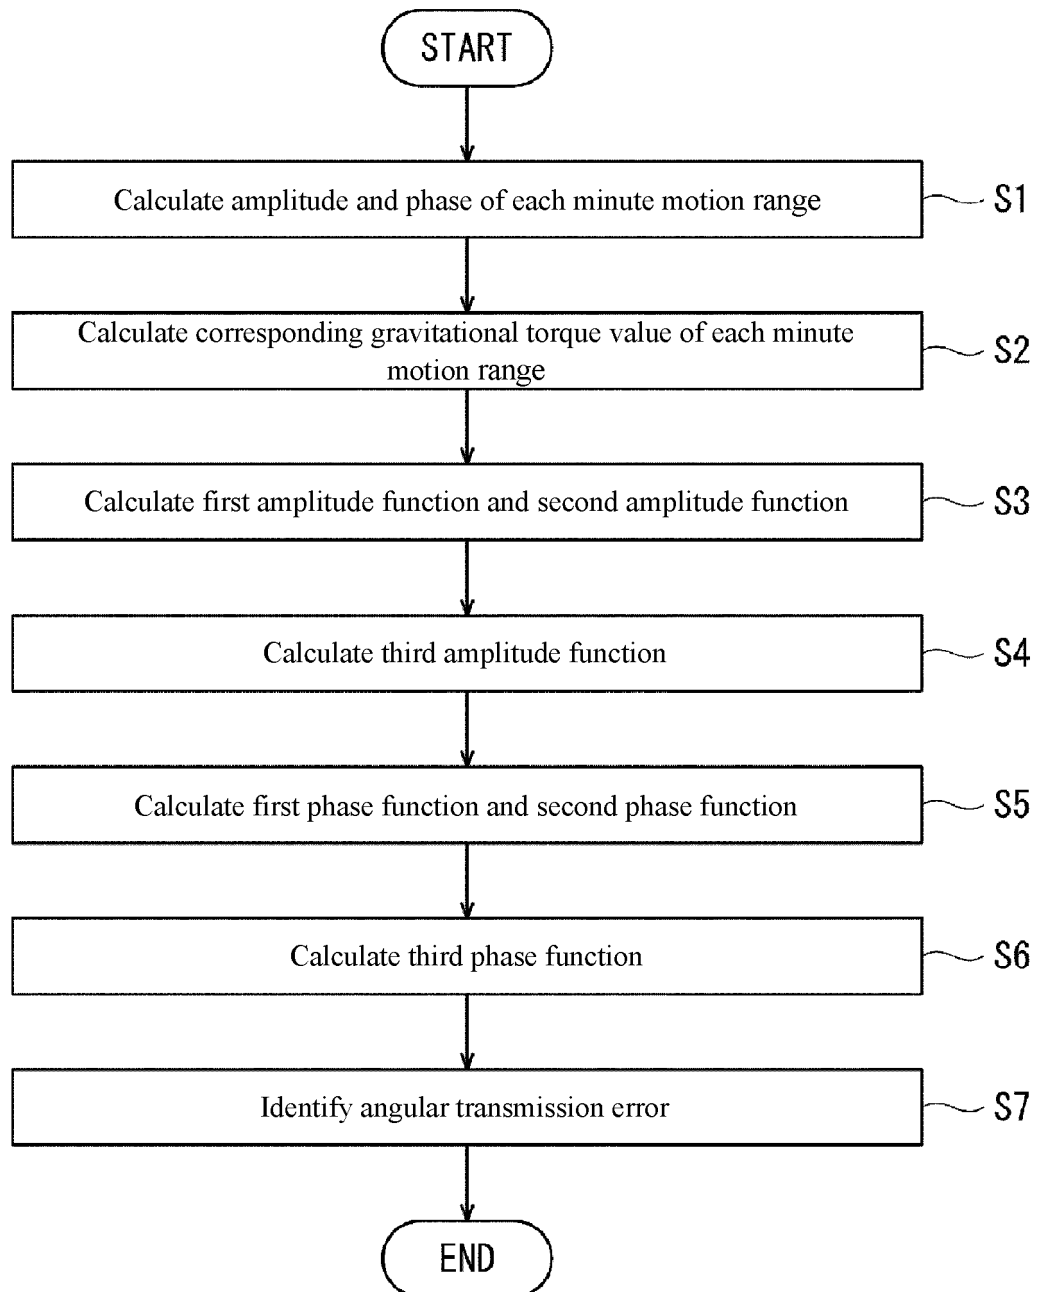 START
Calculate amplitude and phase of each minute motion range
S1
Calculate corresponding gravitational torque value of each minute
motion range
S2
Calculate first amplitude function and second amplitude function
S3
Calculate third amplitude function
S4
Calculate first phase function and second phase function
S5
Calculate third phase function
S6
Identify angular transmission error
S7
END